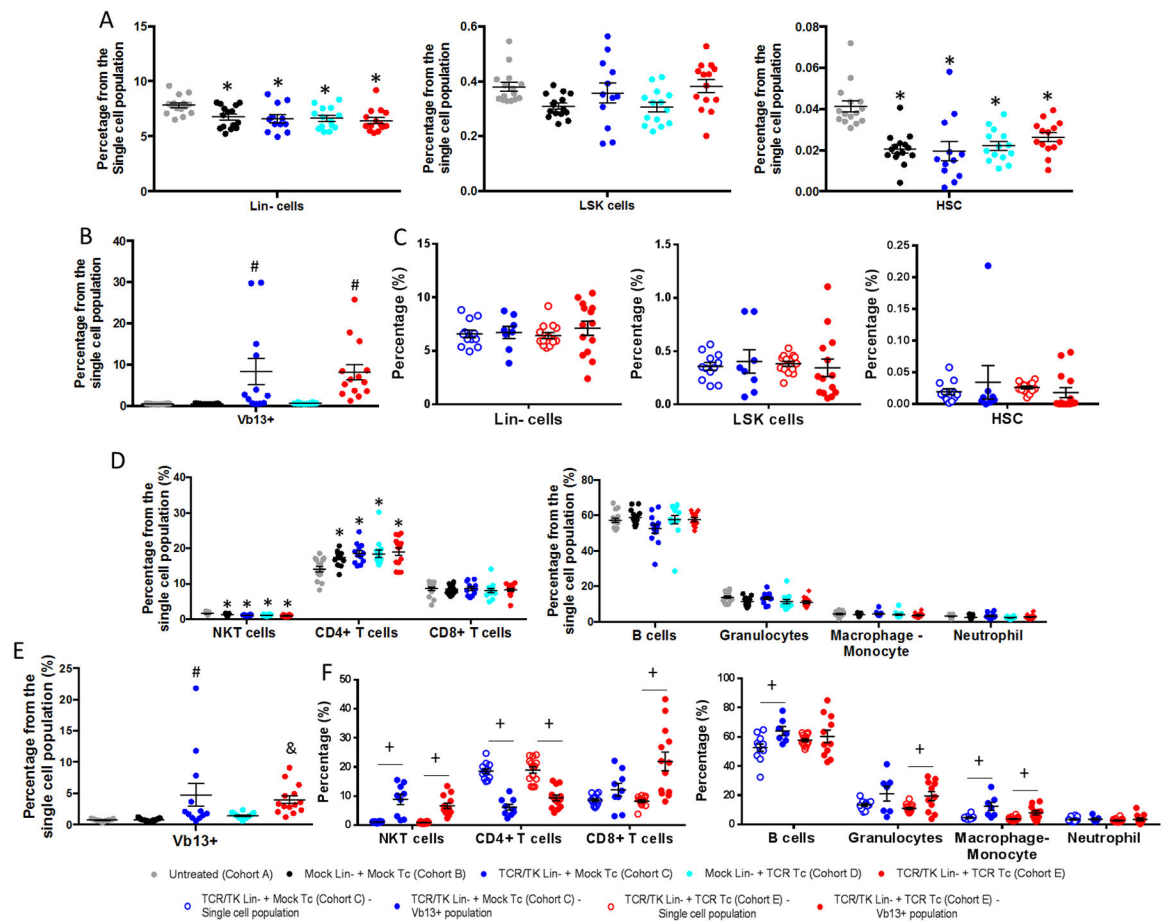 A
Percentage from the
Single cell population
15
10
5
0
*
*
*
*
Lin- cells
Percentage from the
single cell population
0.6
0.4
0.2
0.0
LSK cells
Percentage from the
single cell population
0.08
0.06
0.04
0.02
0.00
*
*
*
*
HSC
B
Percentage from the
single cell population
40
30
20
10
0
#
#
Vb13+
C
Percentage (%)
15
10
5
0
Lin- cells
Percentage (%)
1.5
1.0
0.5
0.0
LSK cells
Percentage (%)
0.25
0.20
0.15
0.10
0.05
0.00
HSC
D
Percentage from the
single cell population (%)
40
30
20
10
0
* * * *
* * * *
NKT cells
CD4+ T cells
CD8+ T cells
Percentage from the
single cell population (%)
100
80
60
40
20
0
B cells
Granulocytes
Macrophage -
Monocyte
Neutrophil
E
Percentage from the
single cell population (%)
25
20
15
10
5
0
#
&
Vb13+
F
Percentage (%)
50
40
30
20
10
0
+
+
+
+
+
NKT cells
CD4+ T cells
CD8+ T cells
Percentage (%)
100
80
60
40
20
0
+
+
+
+
B cells
Granulocytes
Macrophage-
Monocyte
Neutrophil
Untreated (Cohort A)
Mock Lin- + Mock Tc (Cohort B)
TCR/TK Lin- + Mock Tc (Cohort C)
Mock Lin- + TCR Tc (Cohort D)
TCR/TK Lin- + TCR Tc (Cohort E)
TCR/TK Lin- + Mock Tc (Cohort C) -
Single cell population
TCR/TK Lin- + Mock Tc (Cohort C) -
Vb13+ population
TCR/TK Lin- + TCR Tc (Cohort E) -
Single cell population
TCR/TK Lin- + TCR Tc (Cohort E) -
Vb13+ population